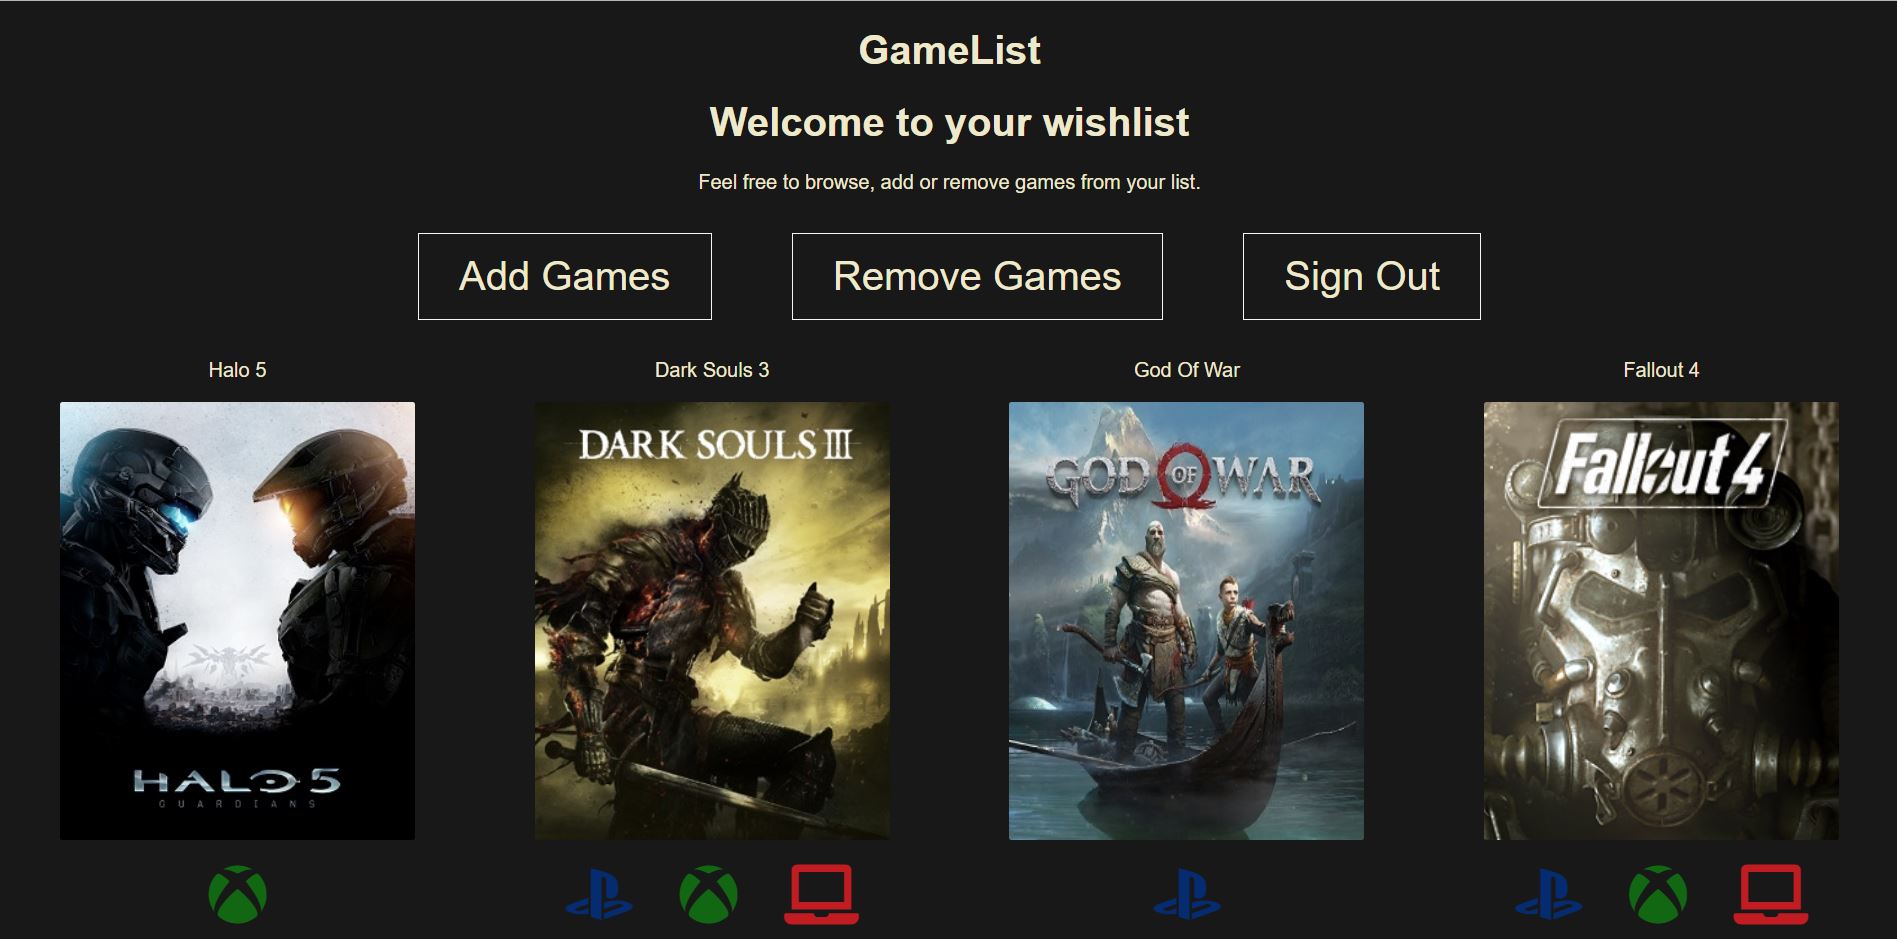 GameList
Welcome to your wishlist
Feel free to browse, add or remove games from your list.
Add Games
Remove Games
Sign Out
Halo 5
Dark Souls 3
God Of War
Fallout 4
HALO 5
GUARDIANS
DARK SOULS III
GOD OF WAR
Fallout 4